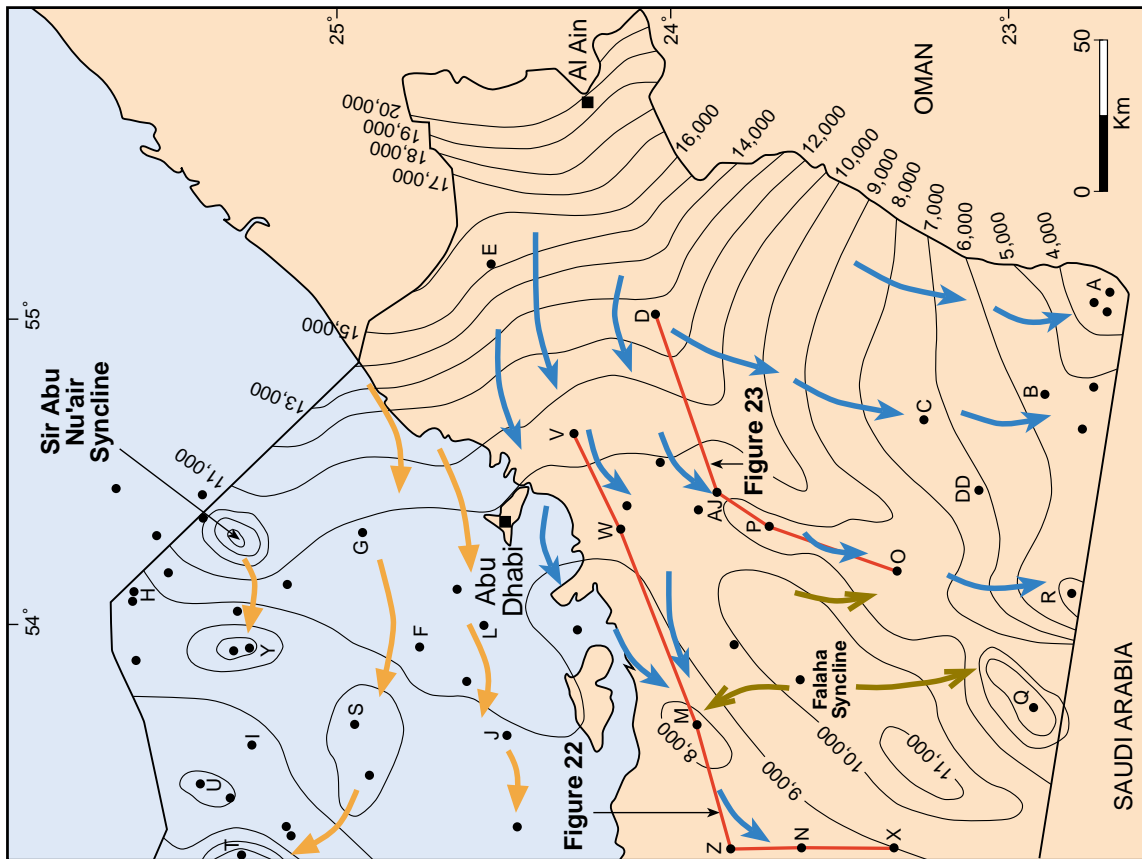 25°
24°
23°
55°
54°
50
0
Km
Al Ain
OMAN
20,000
19,000
18,000
17,000
16,000
14,000
12,000
10,000
9,000
8,000
7,000
6,000
5,000
4,000
15,000
13,000
11,000
Sir Abu
Nu'air
Syncline
E
D
A
V
Figure 23
C
B
DD
G
W
AJ
P
O
H
Abu
Dhabi
R
Y
F
L
Falaha
Syncline
Q
S
M
8,000
I
J
10,000
11,000
U
Figure 22
9,000
T
Z
N
X
SAUDI ARABIA